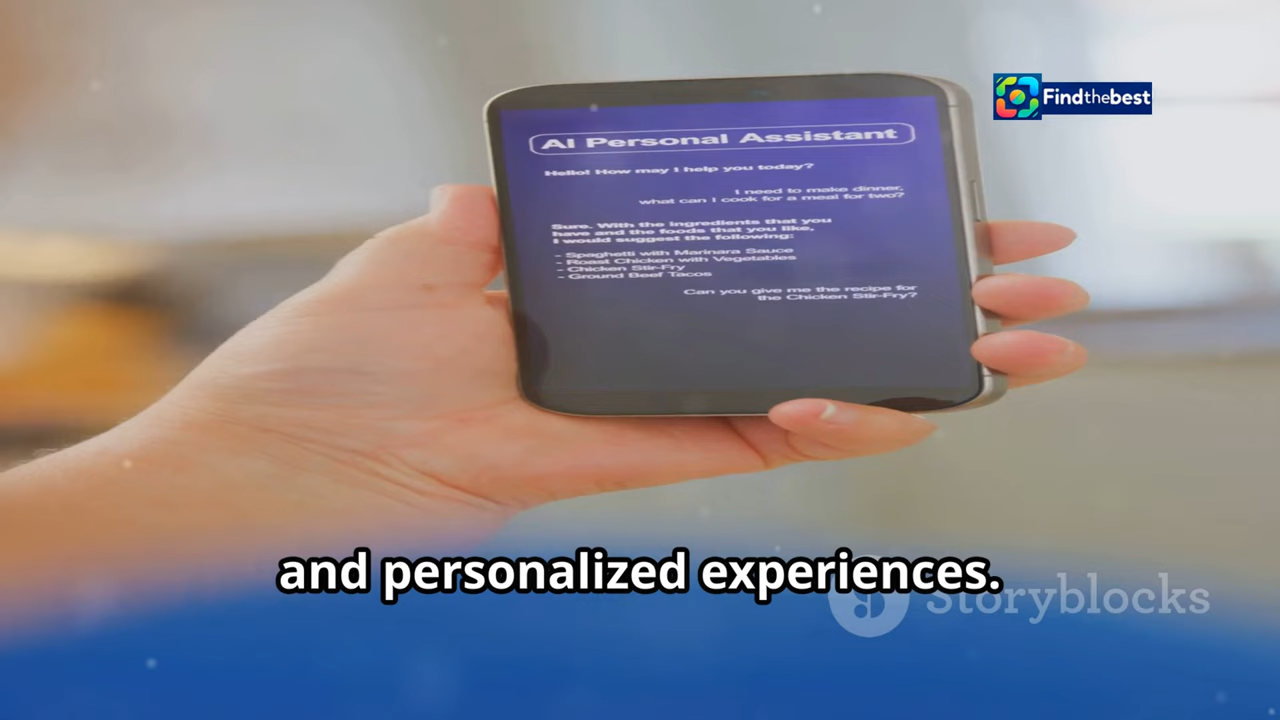 Findthebest
AI Personal Assistant
Hello! How may I help you today?
I need to make dinner,
what can I cook for a meal for two?
Sure. With the ingredients that you
have and the foods that you like,
I would suggest the following:
- Spaghetti with Marinara Sauce
- Roast Chicken with Vegetables
- Chicken Stir-Fry
- Ground Beef Tacos
Can you give me the recipe for
the Chicken Stir-Fry?
and personalized experiences.
Storyblocks